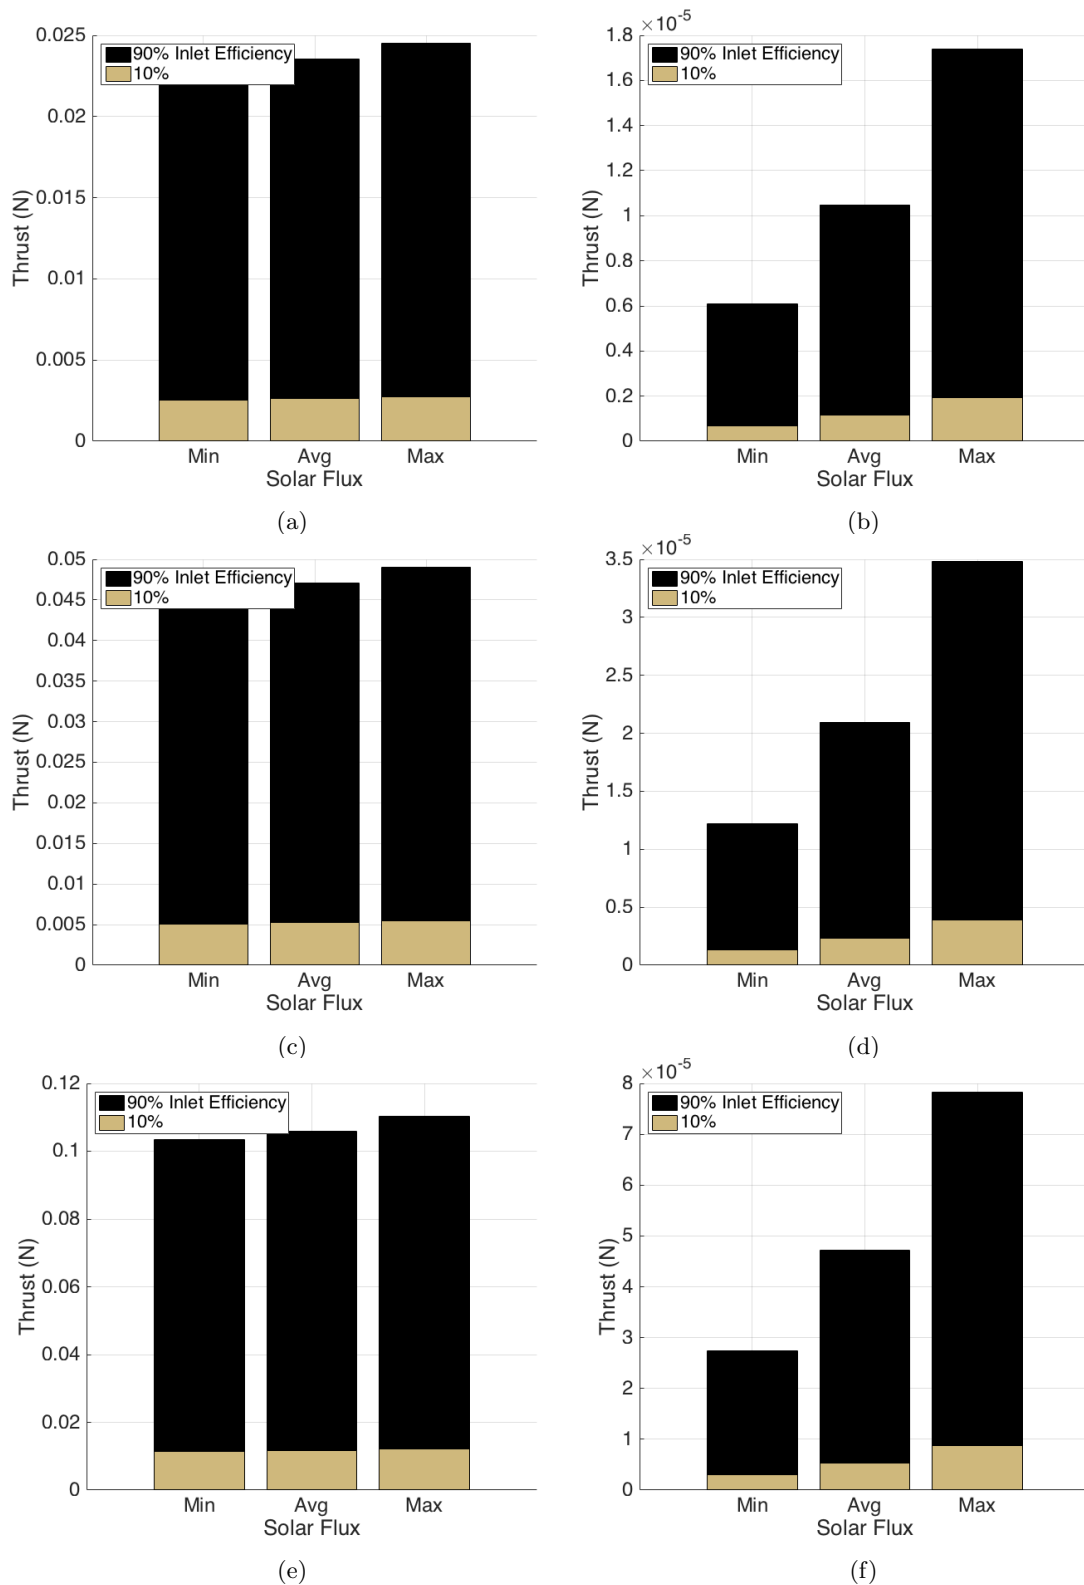 0.025
90% Inlet Efficiency
10%
0.02
0.015
0.01
0.005
0
Thrust (N)
Min Avg Max
Solar Flux
(a)
×10-5
1.8
90% Inlet Efficiency
10%
1.6
1.4
1.2
1
0.8
0.6
0.4
0.2
0
Thrust (N)
Min Avg Max
Solar Flux
(b)
0.05
90% Inlet Efficiency
10%
0.045
0.04
0.035
0.03
0.025
0.02
0.015
0.01
0.005
0
Thrust (N)
Min Avg Max
Solar Flux
(c)
×10-5
3.5
90% Inlet Efficiency
10%
3
2.5
2
1.5
1
0.5
0
Thrust (N)
Min Avg Max
Solar Flux
(d)
0.12
90% Inlet Efficiency
10%
0.1
0.08
0.06
0.04
0.02
0
Thrust (N)
Min Avg Max
Solar Flux
(e)
×10-5
8
90% Inlet Efficiency
10%
7
6
5
4
3
2
1
0
Thrust (N)
Min Avg Max
Solar Flux
(f)